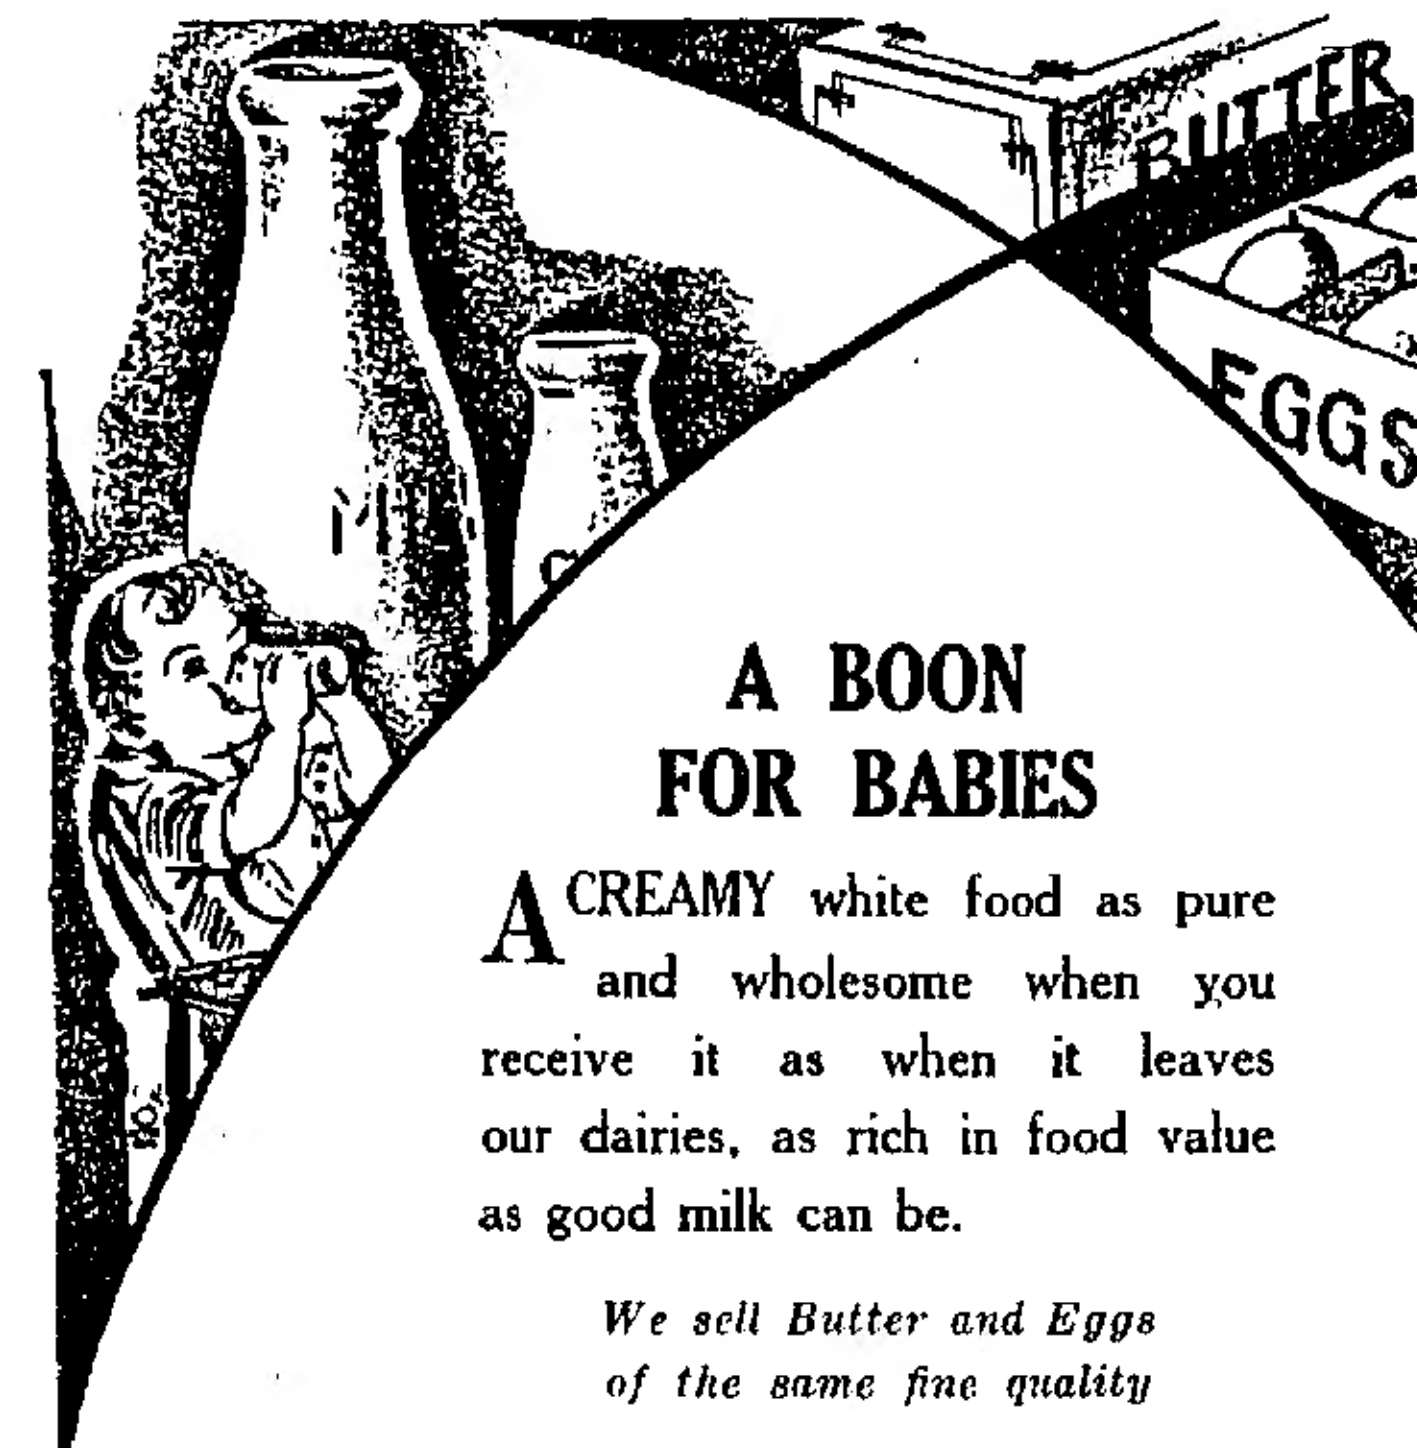 BUTTER
EGGS
A BOON
FOR BABIES
A CREAMY white food as pure
and wholesome when you
receive it as when it leaves
our dairies, as rich in food value
as good milk can be.
We sell Butter and Eggs
of the same fine quality